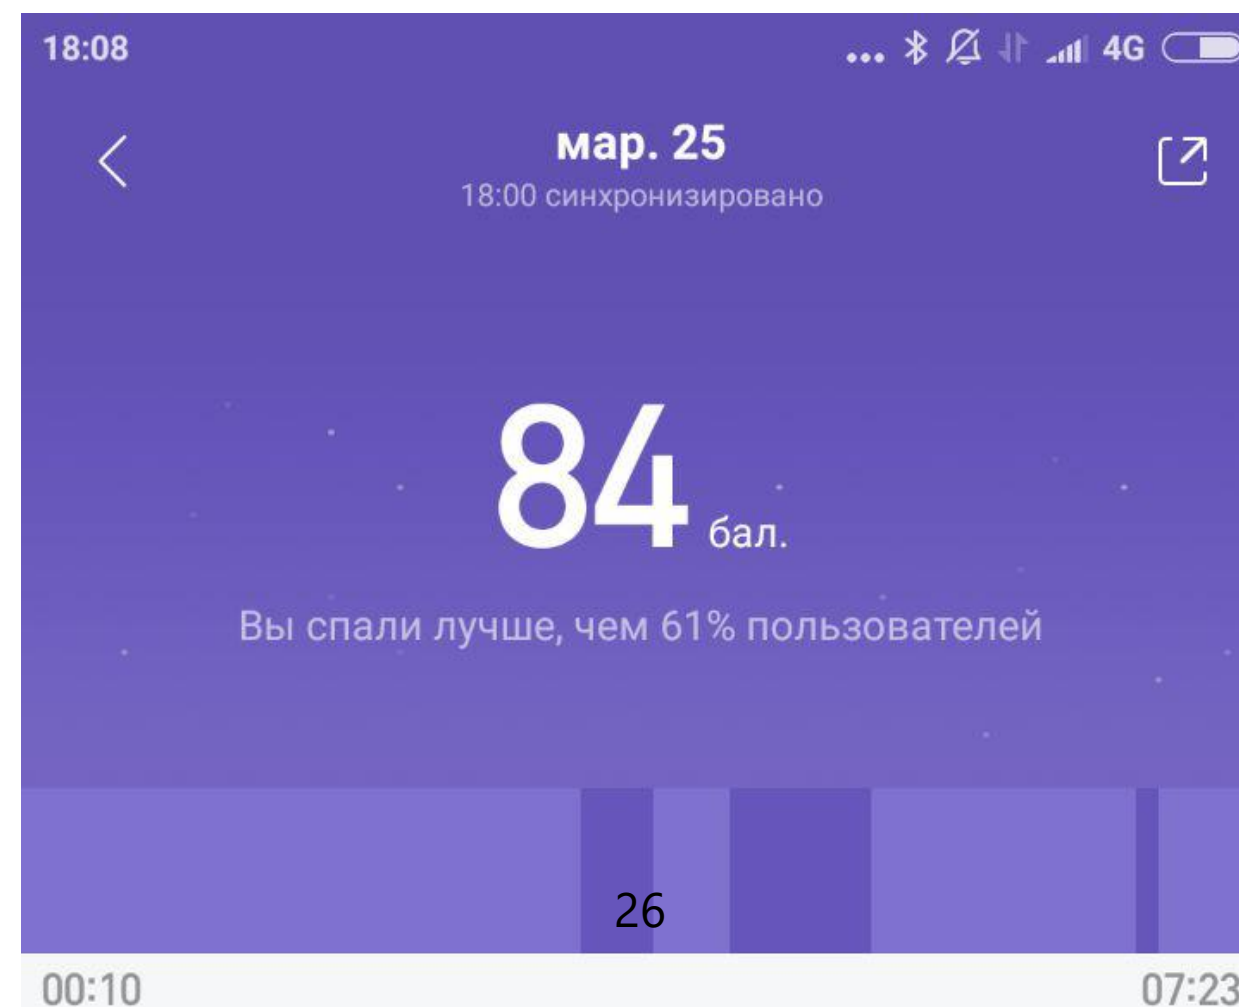 18:08 ... 4G
мар. 25
18:00 синхронизировано
84 бал.
Вы спали лучше, чем 61% пользователей
26
00:10 07:23